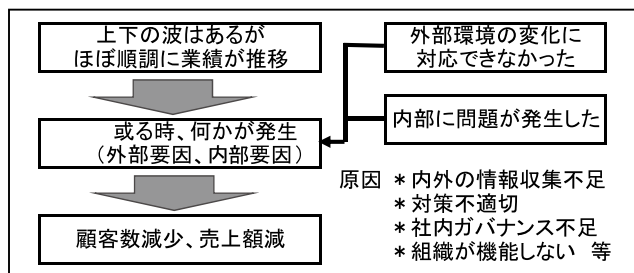 上下の波はあるが
ほぼ順調に業績が推移
或る時、何かが発生
（外部要因、内部要因）
顧客数減少、売上額減
外部環境の変化に
対応できなかった
内部に問題が発生した
原因 ＊内外の情報収集不足
＊対策不適切
＊社内ガバナンス不足
＊組織が機能しない 等